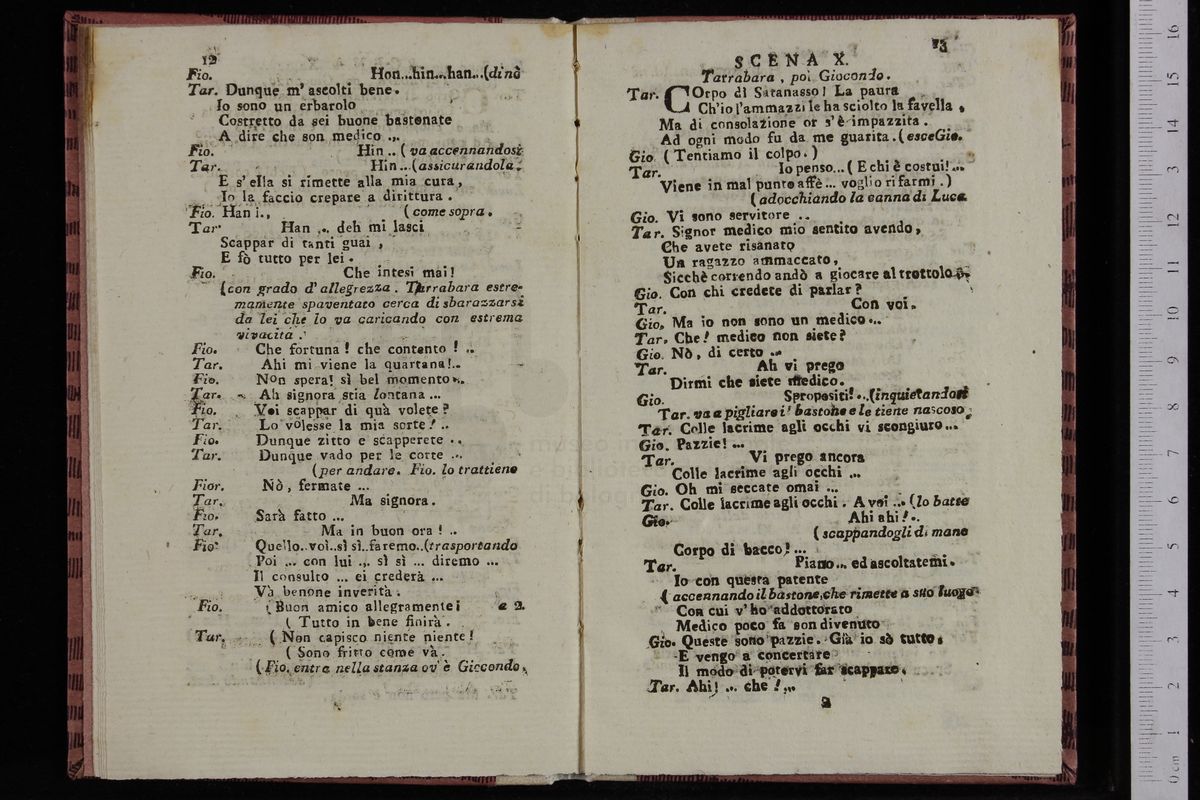 12
Fio. Hon...hin...han...(di nò
Tar. Dunque m' ascolti bene.
Io sono un erbarolo
Costretto da sei buone bastonate
A dire che son medico ...
Fio. Hin .. ( va accennandosi
Tar. Hin ...(assicurandola.
E s' ella si rimette alla mia cura,
Io la faccio crepare a dirittura.
Fio. Han i., ( come sopra.
Tar. Han ... deh mi lasci
Scappar di tanti guai ,
E fò tutto per lei.
Fio. Che intesi mai!
(con grado d' allegrezza. Tarrabara estre-
mamente spaventato cerca di sbarazzarsi
da lei che lo va caricando con estrema
vivacità.
Fio. Che fortuna ! che contento ! ..
Tar. Ahi mi viene la quartana!..
Fio. Non spera! sì bel momento...
Tar. Ah signora stia lontana ...
Fio. Voi scappar di quà volete?
Tar. Lo volesse la mia sorte! ..
Fio. Dunque zitto e scapperete ..
Tar. Dunque vado per le corte ...
(per andare. Fio. lo trattiene
Fior. Nò, fermate ...
Tar. Ma signora.
Fio. Sarà fatto ...
Tar. Ma in buon ora ! ..
Fio. Quello..voi..sì sì..faremo..(trasportando
Poi ... con lui ... sì sì ... diremo ...
Il consulto ... ei crederà ...
Và benone inverità.
Fio. ( Buon amico allegramente! a 2.
( Tutto in bene finirà.
Tar. ( Non capisco niente niente!
( Sono fritto come và.
(Fio. entra nella stanza ov' è Giocondo,
13
SCENA X.
Tarrabara , poi Giocondo.
Tar. COrpo di Satanasso! La paura
Ch'io l'ammazzi le ha sciolto la favella.
Ma di consolazione or s'è impazzita.
Ad ogni modo fu da me guarita.(esce Gio.
Gio ( Tentiamo il colpo.)
Tar. Io penso... ( E chi è costui!...
Viene in mal punto affè ... voglio rifarmi.)
( adocchiando la canna di Luca.
Gio. Vi sono servitore ..
Tar. Signor medico mio sentito avendo,
Che avete risanato
Un ragazzo ammaccato,
Sicchè correndo andò a giocare al trottolo
Gio. Con chi credete di parlar?
Tar. Con voi.
Gio. Ma io non sono un medico...
Tar. Che! medico non siete?
Gio. Nò, di certo ..
Tar. Ah vi prego
Dirmi che siete medico.
Gio. Spropositi! ...(inquietandosi
Tar. va a pigliare il bastone e le tiene nascoso.
Tar. Colle lacrime agli occhi vi scongiuro...
Gio. Pazzie! ...
Tar. Vi prego ancora
Colle lacrime agli occhi ...
Gio. Oh mi seccate omai ...
Tar. Colle lacrime agli occhi. A voi ... (lo batte
Gio. Ahi ahi!..
( scappandogli di mano
Corpo di bacco! ...
Tar. Piano... ed ascoltatemi.
Io con questa patente
( accennando il bastone,che rimette a suo luogo
Con cui v' ho addottorato
Medico poco fa son divenuto
Gio. Queste sono pazzie. Già io sò tutto,
E vengo a concertare
Il modo di potervi far scappare.
Tar. Ahi! ... che !...
a